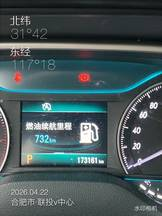 北纬
31°42
东经
117°18
燃油续航里程
732km
P
173161km
2026.04.22
合肥市·联投v中心
水印相机